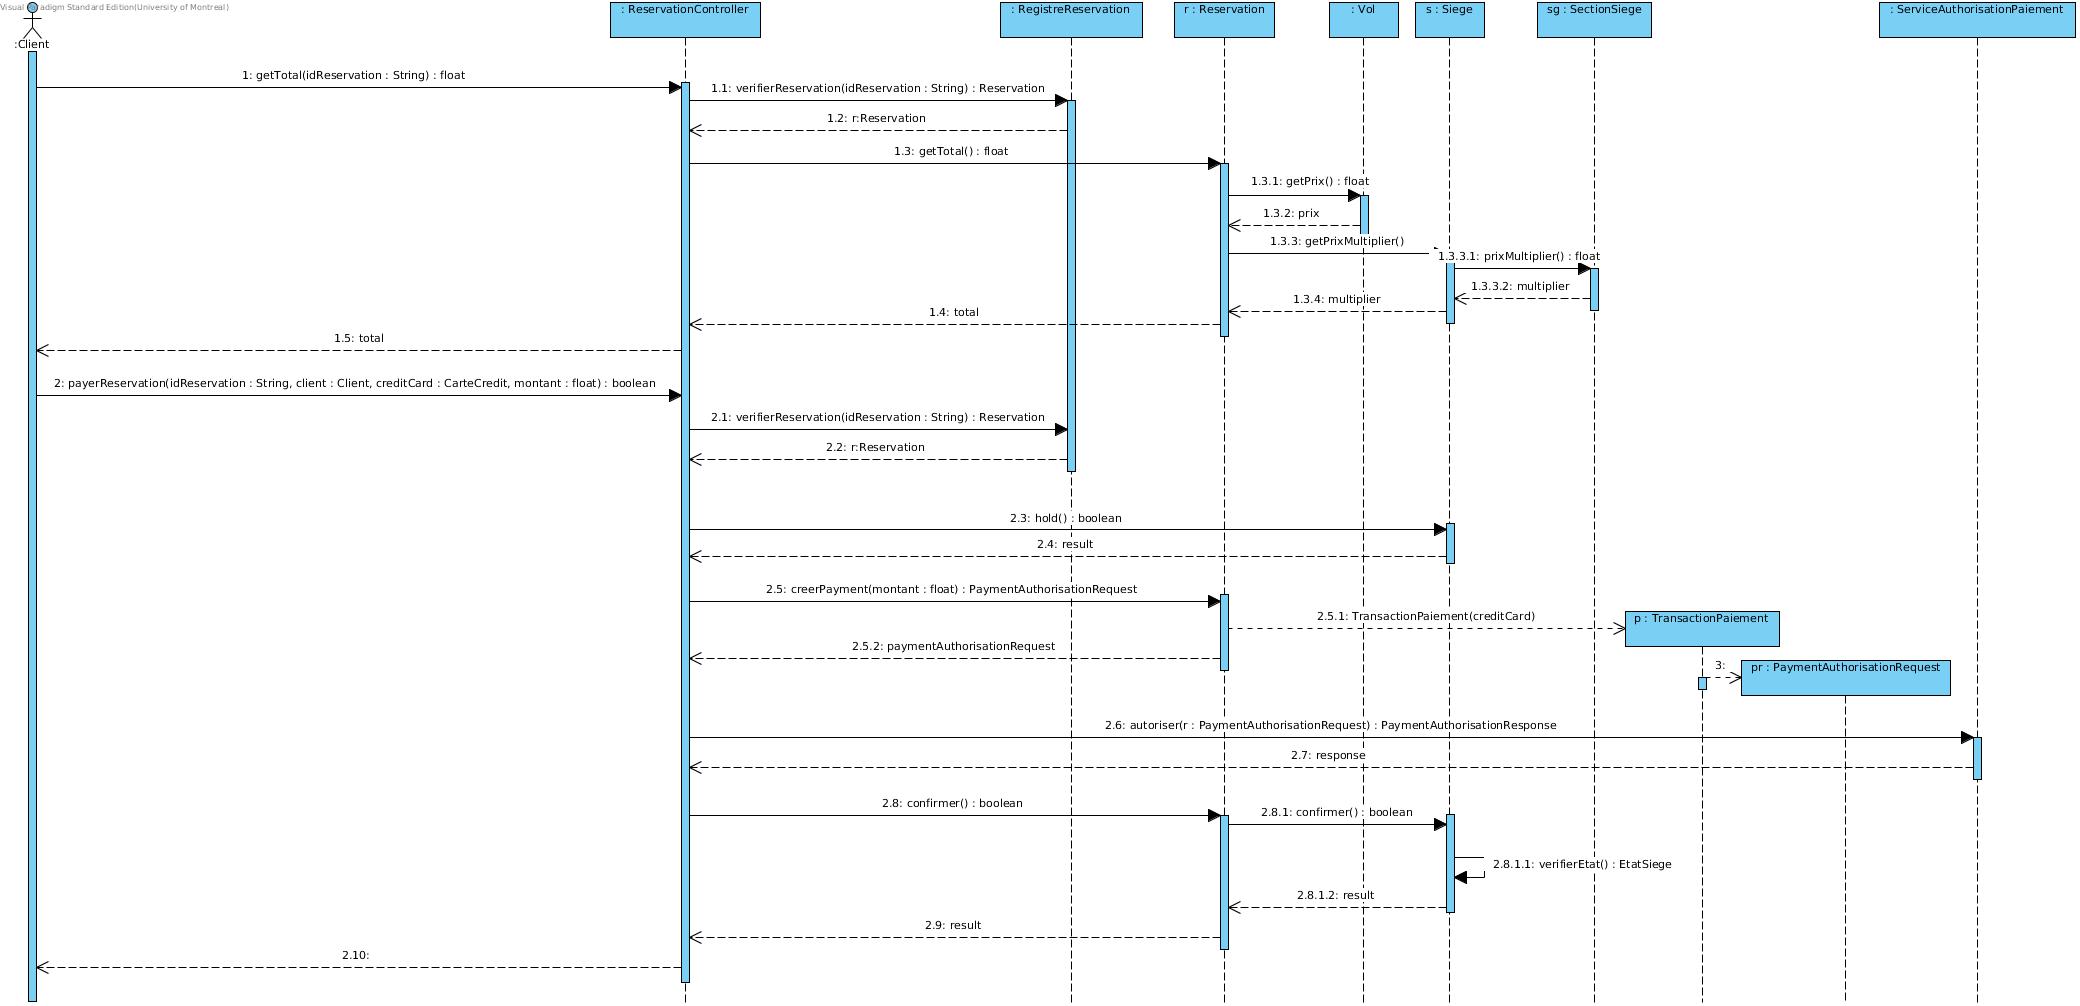 Visual Paradigm Standard Edition(University of Montreal)
:Client
: ReservationController
: RegistreReservation
r : Reservation
: Vol
s : Siege
sg : SectionSiege
: ServiceAuthorisationPaiement
1: getTotal(idReservation : String) : float
1.1: verifierReservation(idReservation : String) : Reservation
1.2: r:Reservation
1.3: getTotal() : float
1.3.1: getPrix() : float
1.3.2: prix
1.3.3: getPrixMultiplier()
1.3.3.1: prixMultiplier() : float
1.3.3.2: multiplier
1.3.4: multiplier
1.4: total
1.5: total
2: payerReservation(idReservation : String, client : Client, creditCard : CarteCredit, montant : float) : boolean
2.1: verifierReservation(idReservation : String) : Reservation
2.2: r:Reservation
2.3: hold() : boolean
2.4: result
2.5: creerPayment(montant : float) : PaymentAuthorisationRequest
2.5.1: TransactionPaiement(creditCard)
p : TransactionPaiement
2.5.2: paymentAuthorisationRequest
3:
pr : PaymentAuthorisationRequest
2.6: autoriser(r : PaymentAuthorisationRequest) : PaymentAuthorisationResponse
2.7: response
2.8: confirmer() : boolean
2.8.1: confirmer() : boolean
2.8.1.1: verifierEtat() : EtatSiege
2.8.1.2: result
2.9: result
2.10: